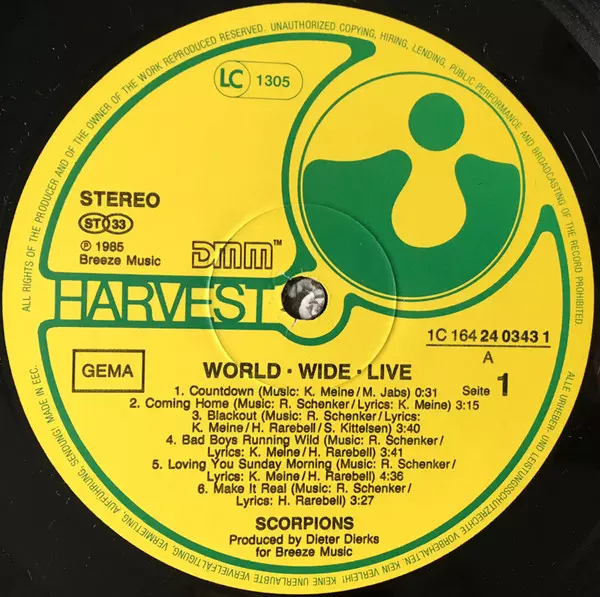 ALL RIGHTS OF THE PRODUCER AND OF THE OWNER OF THE WORK REPRODUCED RESERVED. UNAUTHORIZED COPYING, HIRING, LENDING, PUBLIC PERFORMANCE AND BROADCASTING OF THE RECORD PROHIBITED.
LC 1305
STEREO
ST 33
℗ 1985
Breeze Music
DMM™
HARVEST
1C 164 24 0343 1
A
GEMA
WORLD · WIDE · LIVE
Seite 1
1. Countdown (Music: K. Meine/M. Jabs) 0:31
2. Coming Home (Music: R. Schenker/Lyrics: K. Meine) 3:15
3. Blackout (Music: R. Schenker/Lyrics:
K. Meine/H. Rarebell/S. Kittelsen) 3:40
4. Bad Boys Running Wild (Music: R. Schenker/
Lyrics: K. Meine/H. Rarebell) 3:41
5. Loving You Sunday Morning (Music: R. Schenker/
Lyrics: K. Meine/H. Rarebell) 4:36
6. Make It Real (Music: R. Schenker/
Lyrics: H. Rarebell) 3:27
SCORPIONS
Produced by Dieter Dierks
for Breeze Music
ALLE URHEBER- UND LEISTUNGSSCHUTZRECHTE VORBEHALTEN. KEIN VERLEIH! KEINE UNERLAUBTE VERVIELFÄLTIGUNG, VERMIETUNG, AUFFÜHRUNG, SENDUNG! MADE IN EEC.